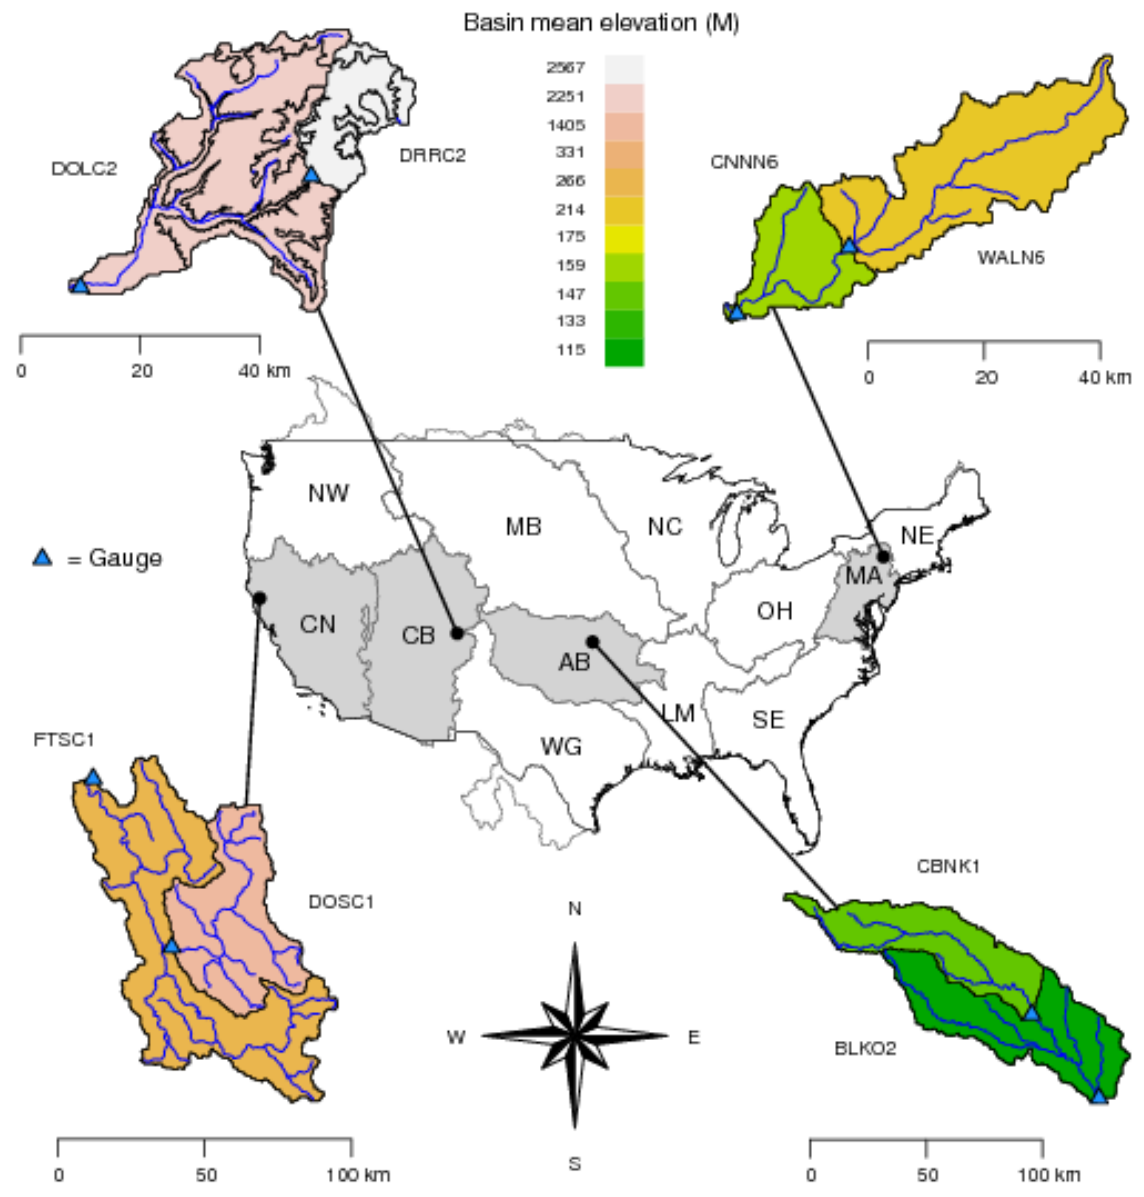 Basin mean elevation (M)
2567
2251
1405
331
266
214
175
159
147
133
115
DOLC2
DRRC2
CNNN6
WALN6
0 20 40 km
0 20 40 km
= Gauge
NW
MB
NC
NE
MA
OH
CN
CB
AB
LM
SE
WG
FTSC1
DOSC1
CBNK1
BLKO2
N
W E
S
0 50 100 km
0 50 100 km